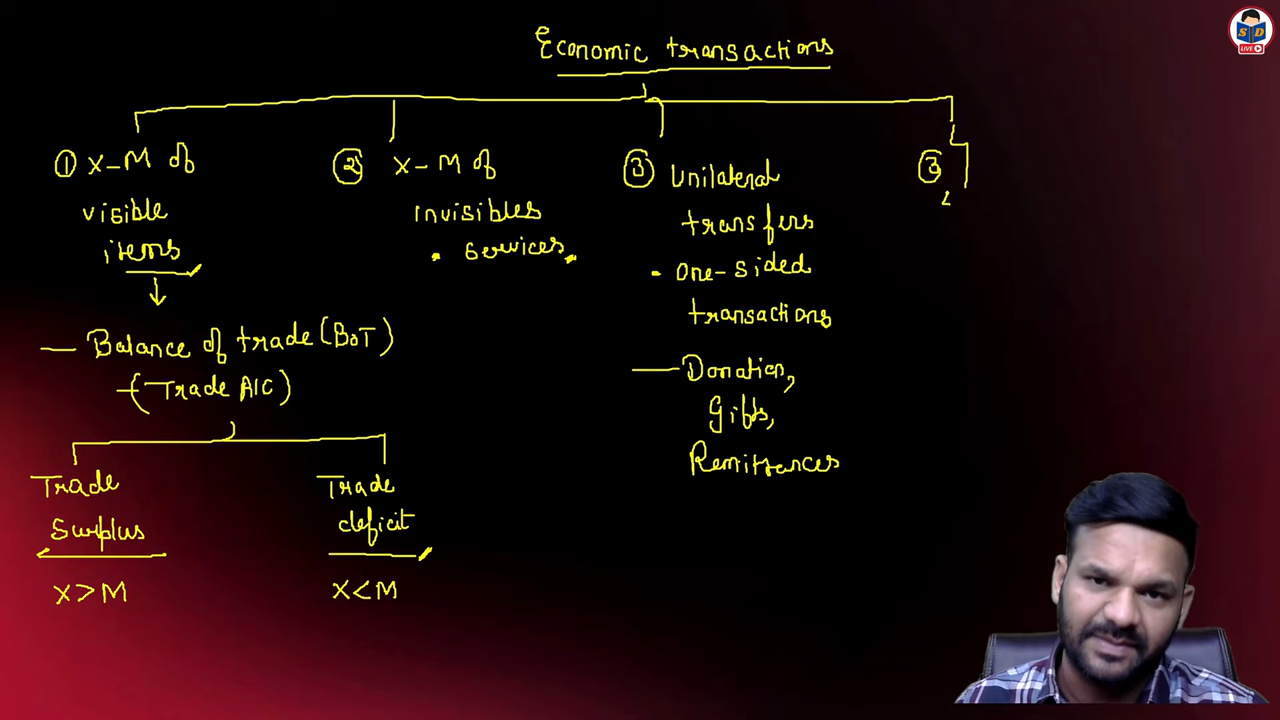 Economic transactions
① X-M of
visible
items
Balance of trade (BoT)
(Trade A/C)
Trade
Surplus
X>M
Trade
deficit
X<M
② X-M of
invisibles
• Services
③ Unilateral
transfers
• One-sided
transactions
Donation,
Gifts,
Remittances
③
S D
LIVE